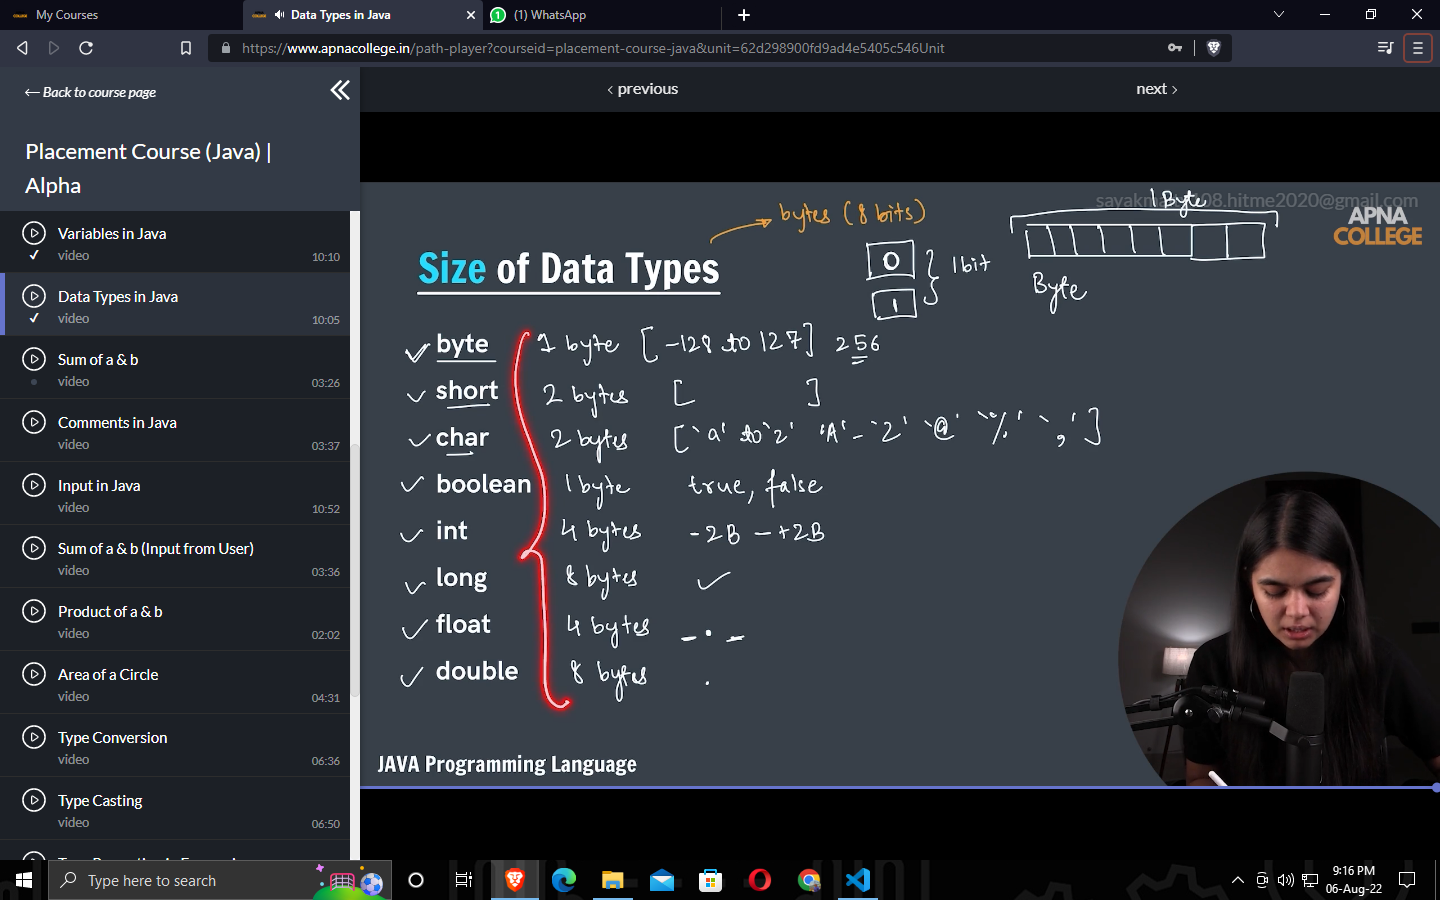 My Courses
Data Types in Java
(1) WhatsApp
https://www.apnacollege.in/path-player?courseid=placement-course-java&unit=62d298900fd9ad4e5405c546Unit
Back to course page
previous
next
Placement Course (Java) |
Alpha
Variables in Java
video 10:10
Data Types in Java
video 10:05
Sum of a & b
video 03:26
Comments in Java
video 03:37
Input in Java
video 10:52
Sum of a & b (Input from User)
video 03:36
Product of a & b
video 02:02
Area of a Circle
video 04:31
Type Conversion
video 06:36
Type Casting
video 06:50
bytes (8 bits)
1 Byte
.hitme2020@gmail.com
APNA
COLLEGE
Size of Data Types
0
1
1 bit
Byte
byte 1 byte [-128 to 127] 256
short 2 bytes [ ]
char 2 bytes ['a' to 'z' 'A' - 'Z' '@' '%' ',']
boolean 1 byte true, false
int 4 bytes -2B - +2B
long 8 bytes
float 4 bytes _ . _
double 8 bytes .
JAVA Programming Language
Type here to search
9:16 PM
06-Aug-22